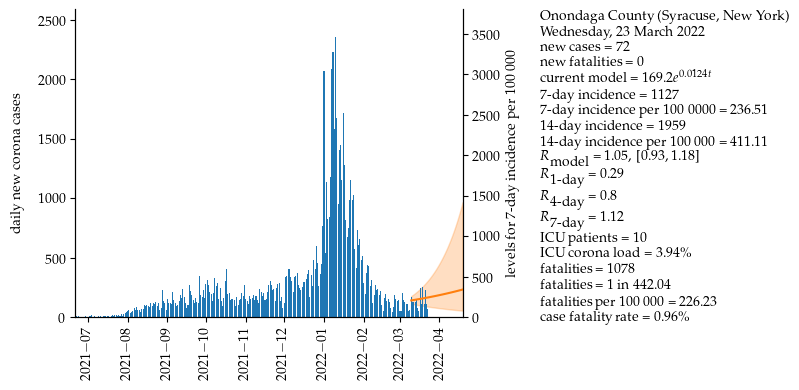 2500
2000
1500
1000
500
0
daily new corona cases
2021−07
2021−08
2021−09
2021−10
2021−11
2021−12
2022−01
2022−02
2022−03
2022−04
3500
3000
2500
2000
1500
1000
500
0
levels for 7-day incidence per 100 000
Onondaga County (Syracuse, New York)
Wednesday, 23 March 2022
new cases = 72
new fatalities = 0
current model = 169.2e^0.0124t
7-day incidence = 1127
7-day incidence per 100 0000 = 236.51
14-day incidence = 1959
14-day incidence per 100 000 = 411.11
R_model = 1.05, [0.93, 1.18]
R_1-day = 0.29
R_4-day = 0.8
R_7-day = 1.12
ICU patients = 10
ICU corona load = 3.94%
fatalities = 1078
fatalities = 1 in 442.04
fatalities per 100 000 = 226.23
case fatality rate = 0.96%